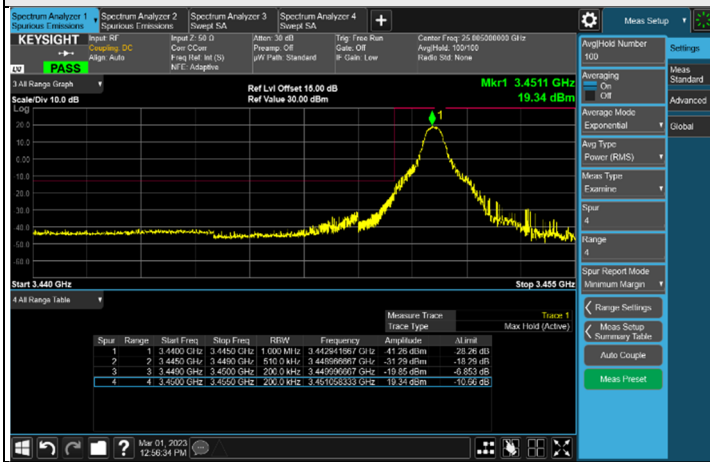 Spectrum Analyzer 1 Spectrum Analyzer 2 Spectrum Analyzer 3 Spectrum Analyzer 4
Spurious Emissions Spurious Emissions Swept SA Swept SA
Meas Setup
KEYSIGHT Input: RF Input Z: 50 Ω Atten: 30 dB Trig: Free Run Center Freq: 25.005000000 GHz
Coupling: DC Corr CCorr Preamp: Off Gate: Off Avg|Hold: 100/100
Align: Auto Freq Ref: Int (S) µW Path: Standard IF Gain: Low Radio Std: None
NFE: Adaptive
PASS
3 All Range Graph
Scale/Div 10.0 dB
Ref Lvl Offset 15.00 dB
Ref Value 30.00 dBm
Mkr1 3.4511 GHz
19.34 dBm
Log
20.0
10.0
0.00
-10.0
-20.0
-30.0
-40.0
-50.0
-60.0
1
Start 3.440 GHz
Stop 3.455 GHz
4 All Range Table
Measure Trace Trace 1
Trace Type Max Hold (Active)
Spur Range Start Freq Stop Freq RBW Frequency Amplitude ΔLimit
1 1 3.4400 GHz 3.4450 GHz 1.000 MHz 3.442941667 GHz -41.26 dBm -28.26 dB
2 2 3.4450 GHz 3.4490 GHz 510.0 kHz 3.448966667 GHz -31.29 dBm -18.29 dB
3 3 3.4490 GHz 3.4500 GHz 200.0 kHz 3.449996667 GHz -19.85 dBm -6.853 dB
4 4 3.4500 GHz 3.4550 GHz 200.0 kHz 3.451058333 GHz 19.34 dBm -10.66 dB
Mar 01, 2023
12:56:34 PM
Avg|Hold Number
100
Averaging
On
Off
Average Mode
Exponential
Avg Type
Power (RMS)
Meas Type
Examine
Spur
4
Range
4
Spur Report Mode
Minimum Margin
Range Settings
Meas Setup
Summary Table
Auto Couple
Meas Preset
Settings
Meas
Standard
Advanced
Global